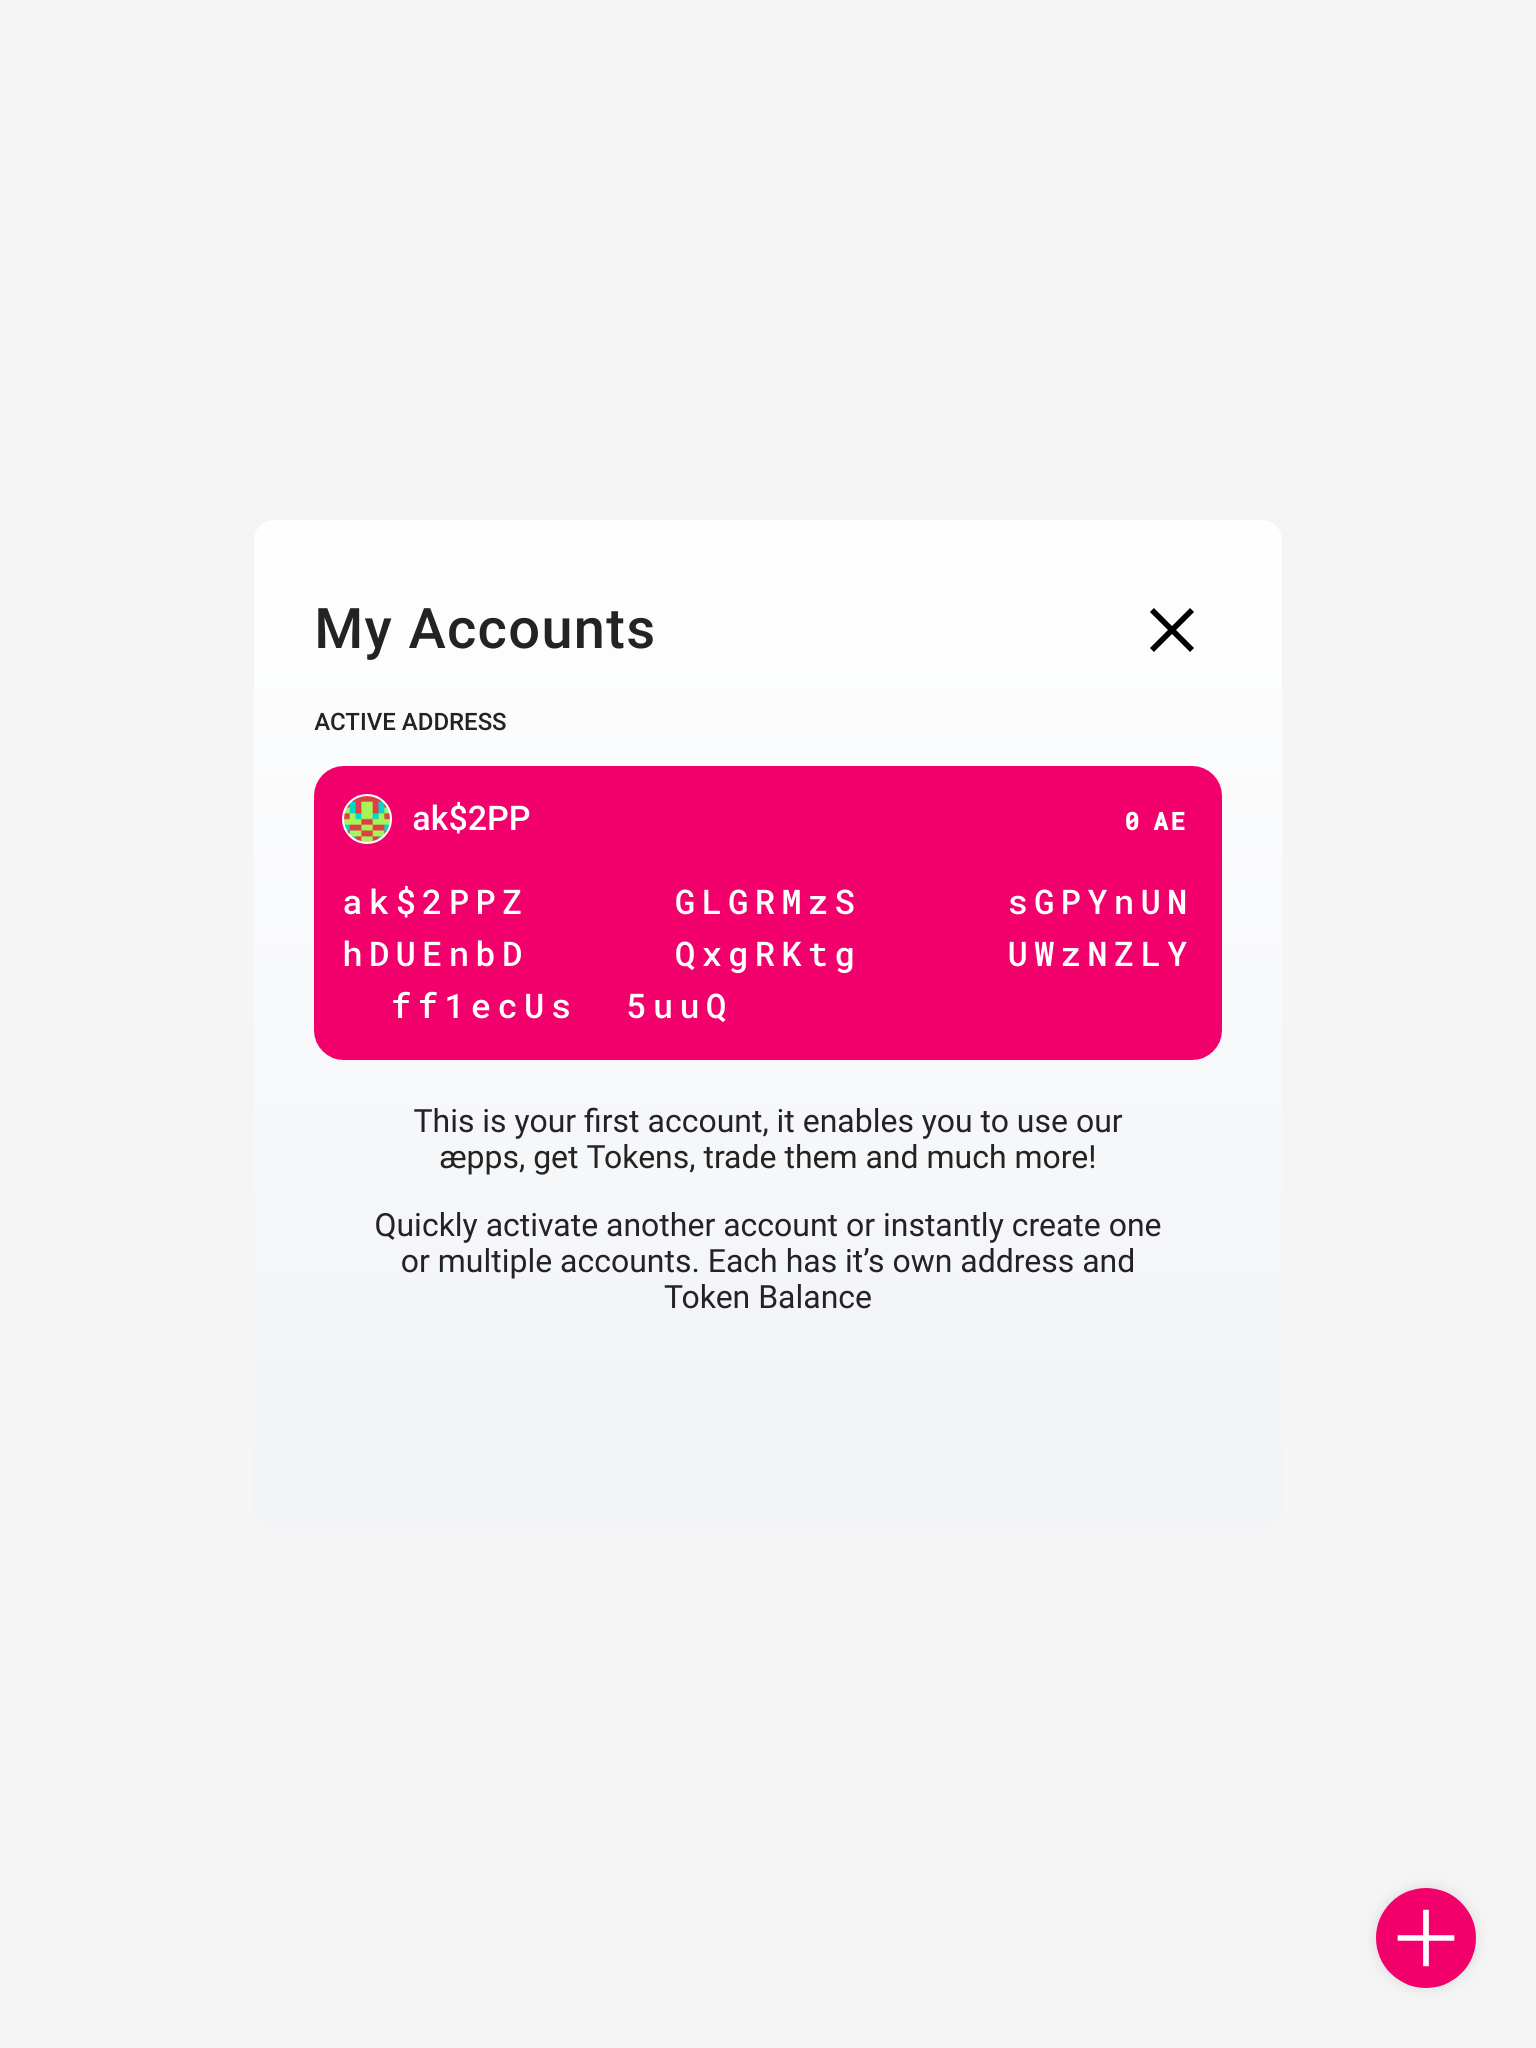 My Accounts
ACTIVE ADDRESS
ak$2PP 0 AE
ak$2PPZ GLGRMzS sGPYnUN
hDUEnbD QxgRKtg UWzNZLY
ff1ecUs 5uuQ
This is your first account, it enables you to use our
æpps, get Tokens, trade them and much more!
Quickly activate another account or instantly create one
or multiple accounts. Each has it’s own address and
Token Balance